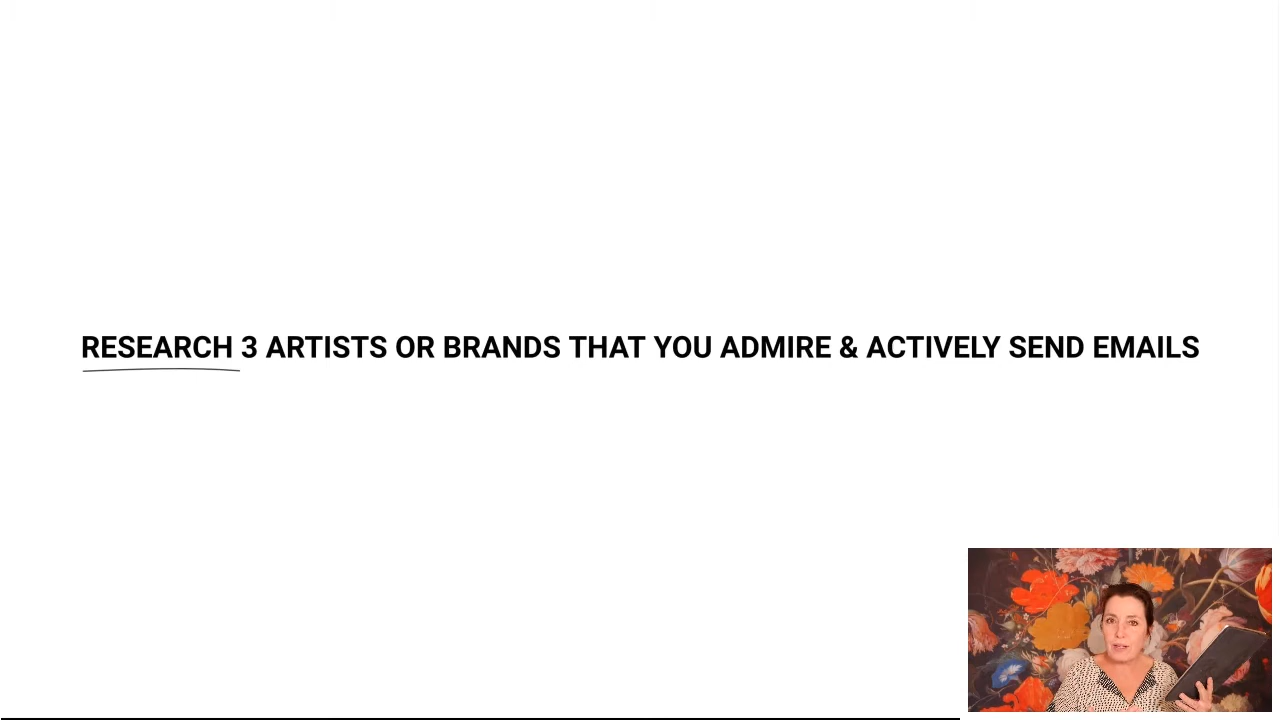 RESEARCH 3 ARTISTS OR BRANDS THAT YOU ADMIRE & ACTIVELY SEND EMAILS